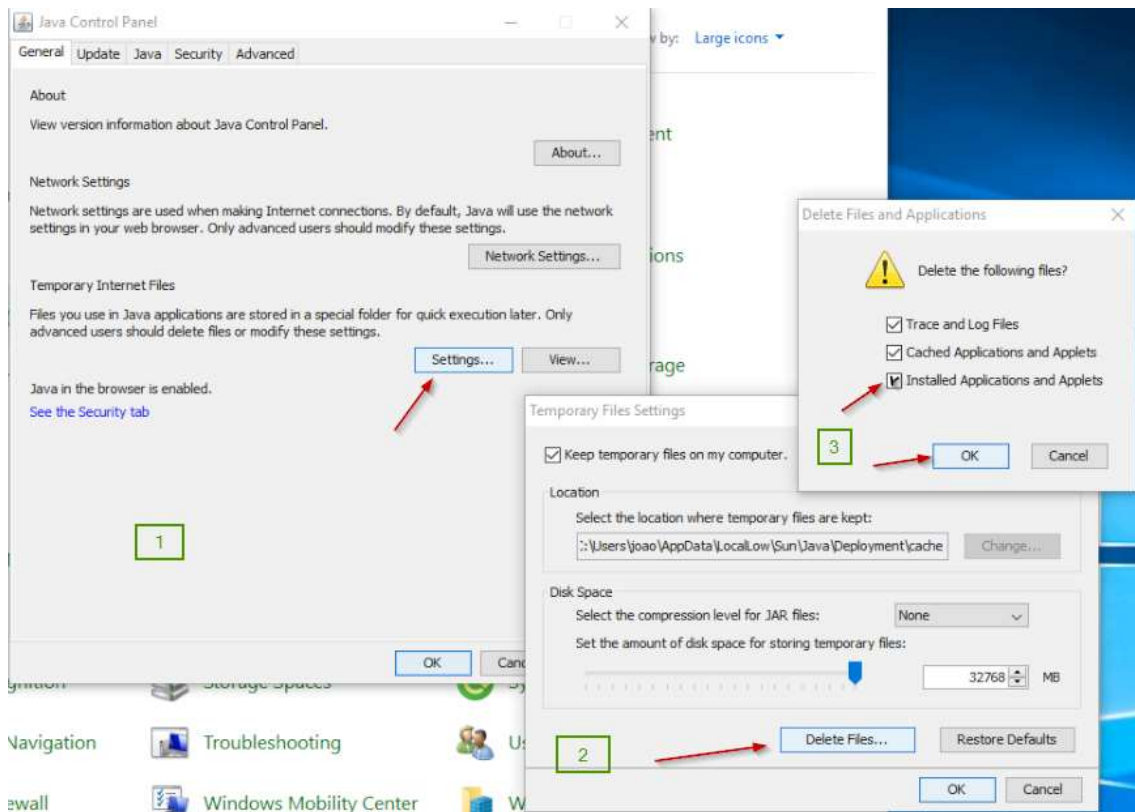 Java Control Panel
General Update Java Security Advanced
About
View version information about Java Control Panel.
About...
Network Settings
Network settings are used when making Internet connections. By default, Java will use the network
settings in your web browser. Only advanced users should modify these settings.
Network Settings...
Temporary Internet Files
Files you use in Java applications are stored in a special folder for quick execution later. Only
advanced users should delete files or modify these settings.
Settings... View...
Java in the browser is enabled.
See the Security tab
1
OK
by: Large icons
Delete Files and Applications
Delete the following files?
Trace and Log Files
Cached Applications and Applets
Installed Applications and Applets
3
OK Cancel
Temporary Files Settings
Keep temporary files on my computer.
Location
Select the location where temporary files are kept:
:\Users\joao\AppData\LocalLow\Sun\Java\Deployment\cache Change...
Disk Space
Select the compression level for JAR files: None
Set the amount of disk space for storing temporary files:
32768 MB
2
Delete Files... Restore Defaults
OK Cancel
Storage Spaces
Navigation Troubleshooting
Windows Mobility Center